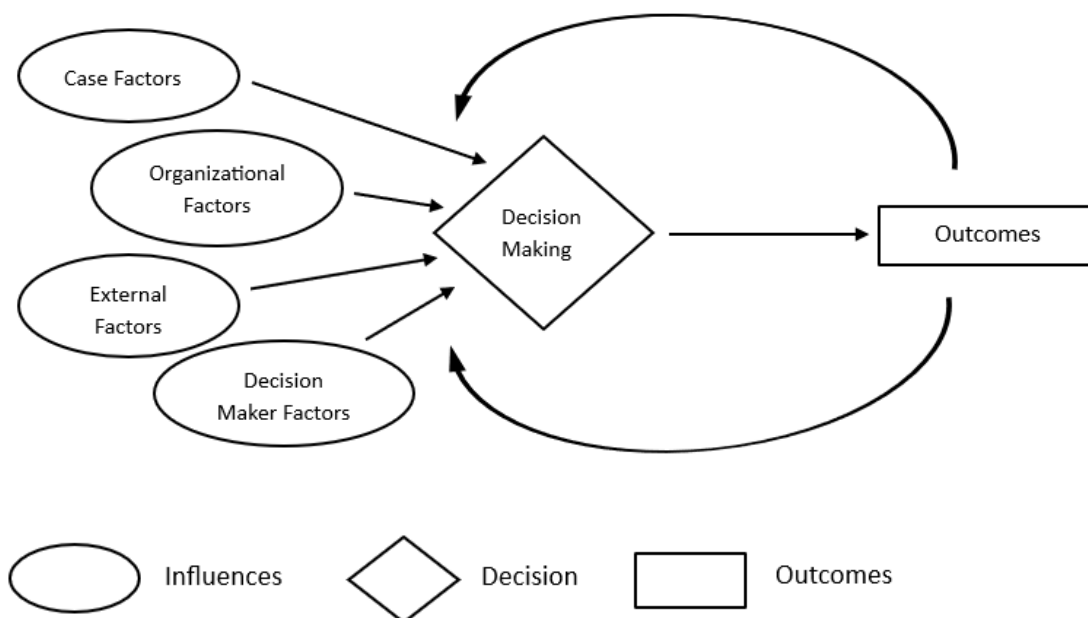 Case Factors
Organizational
Factors
External
Factors
Decision
Maker Factors
Decision
Making
Outcomes
Influences
Decision
Outcomes